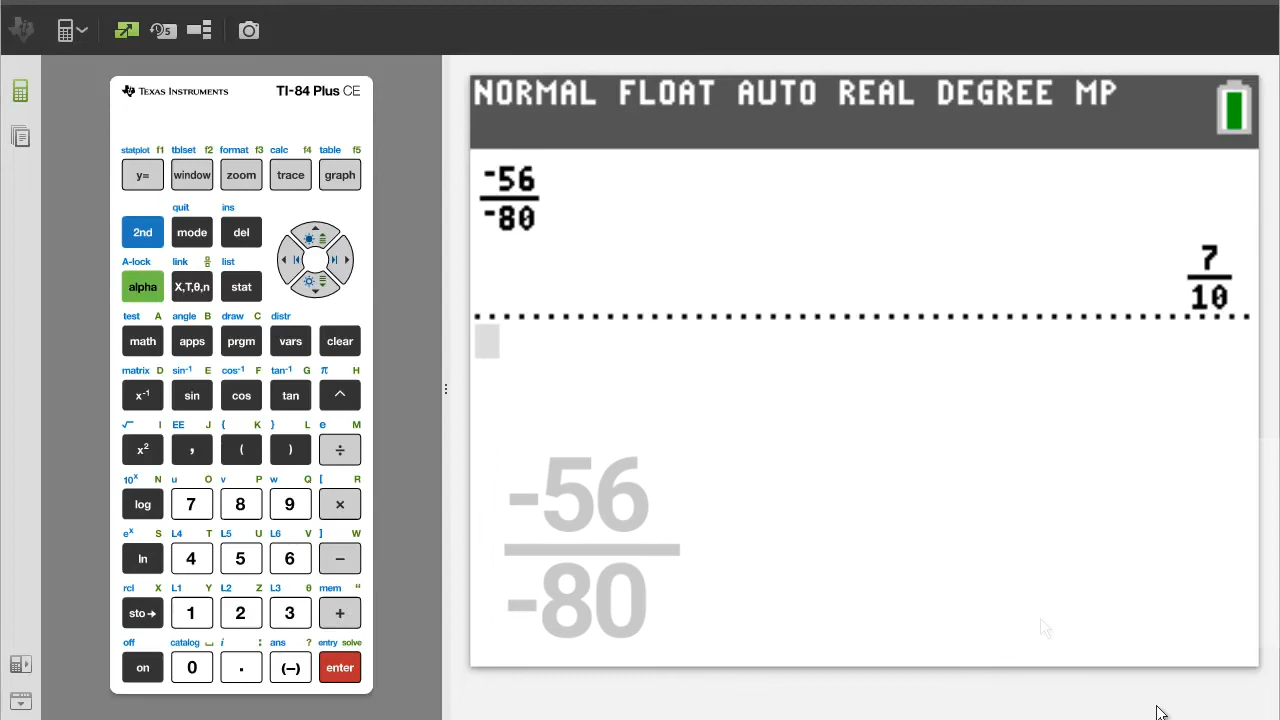 NORMAL FLOAT AUTO REAL DEGREE MP
TEXAS INSTRUMENTS TI-84 Plus CE
statplot f1 tblset f2 format f3 calc f4 table f5
y= window zoom trace graph
quit ins
2nd mode del
A-lock link list
alpha X,T,θ,n stat
test A angle B draw C distr
math apps prgm vars clear
matrix D sin⁻¹ E cos⁻¹ F tan⁻¹ G π H
x⁻¹ sin cos tan ^
√ I EE J { K } L e M
x² , ( ) ÷
10ˣ N u O v P w Q [ R
log 7 8 9 ×
eˣ S L4 T L5 U L6 V ] W
ln 4 5 6 −
rcl X L1 Y L2 Z L3 θ mem “
sto→ 1 2 3 +
off catalog ⎵ i : ans ? entry solve
on 0 . (−) enter
-56
-80
7
10
-56
-80
5